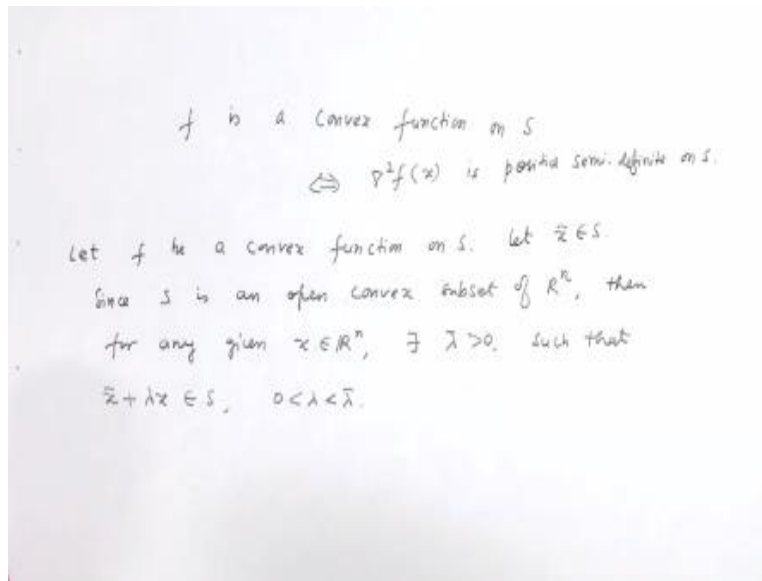 f is a convex function on S
⇔ ∇²f(x) is positive semi-definite on S.
Let f be a convex function on S. Let x̄ ∈ S.
Since S is an open convex subset of Rⁿ, then
for any given x ∈ Rⁿ, ∃ λ̄ > 0. such that
x̄ + λx ∈ S, 0 < λ < λ̄.